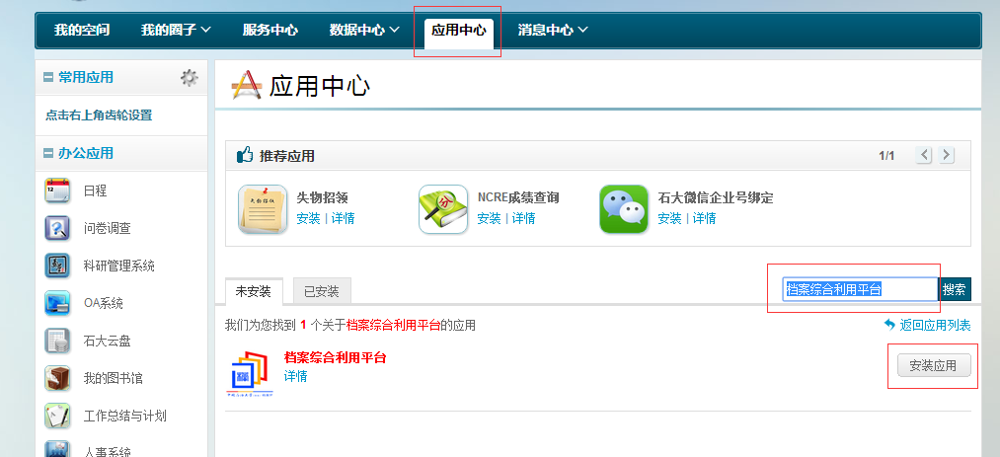 我的空间 我的圈子 服务中心 数据中心 应用中心 消息中心
常用应用
点击右上角齿轮设置
办公应用
日程
问卷调查
科研管理系统
OA系统
石大云盘
我的图书馆
工作总结与计划
人事系统
应用中心
推荐应用 1/1
失物招领
安装 | 详情
NCRE成绩查询
安装 | 详情
石大微信企业号绑定
安装 | 详情
未安装 已安装 档案综合利用平台 搜索
我们为您找到 1 个关于档案综合利用平台的应用 返回应用列表
档案综合利用平台
详情
安装应用